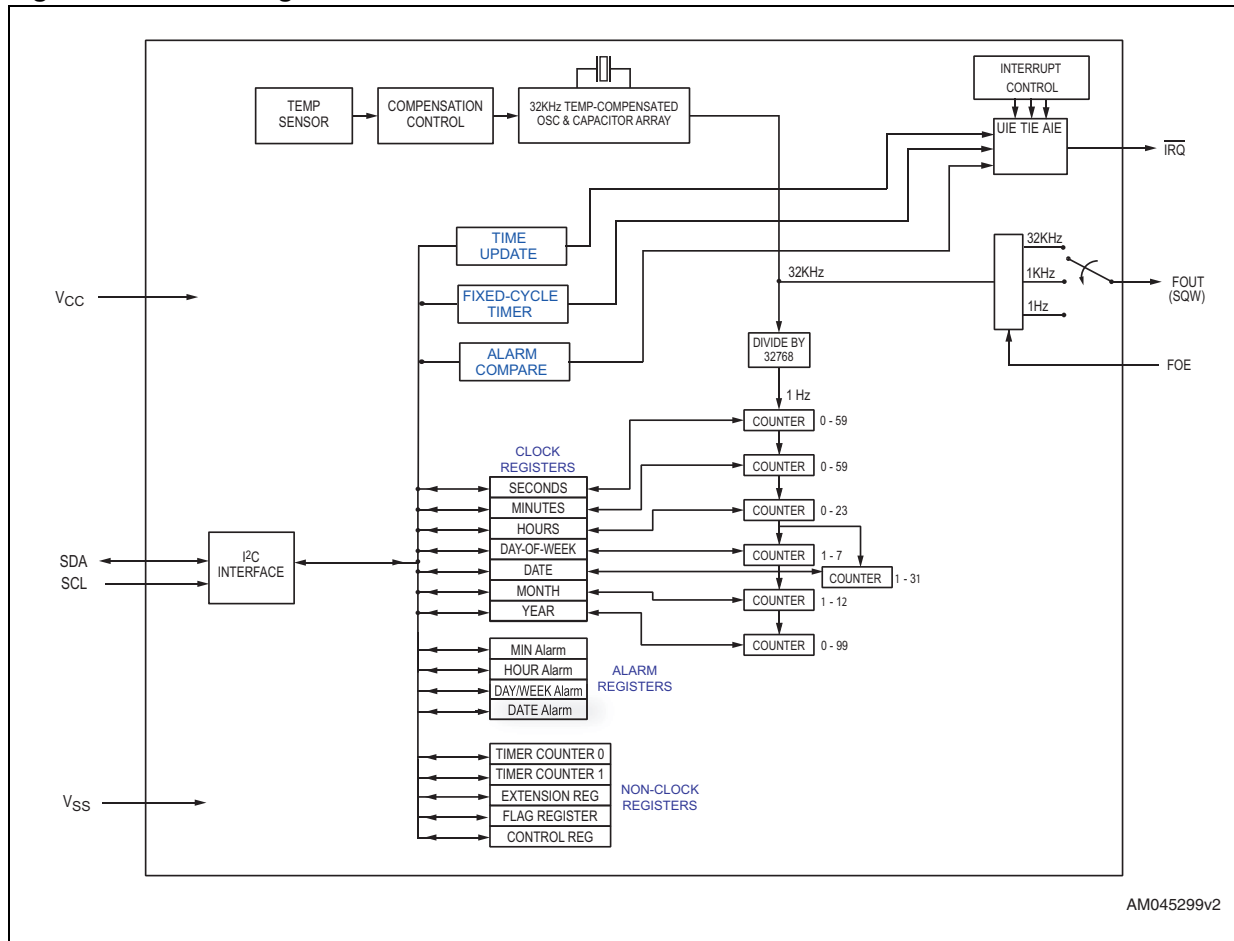 TEMP
SENSOR
COMPENSATION
CONTROL
32KHz TEMP-COMPENSATED
OSC & CAPACITOR ARRAY
INTERRUPT
CONTROL
UIE TIE AIE
IRQ
TIME
UPDATE
FIXED-CYCLE
TIMER
ALARM
COMPARE
32KHz
32KHz
1KHz
1Hz
FOUT
(SQW)
FOE
VCC
DIVIDE BY
32768
1 Hz
COUNTER 0 - 59
COUNTER 0 - 59
COUNTER 0 - 23
COUNTER 1 - 7
COUNTER 1 - 31
COUNTER 1 - 12
COUNTER 0 - 99
CLOCK
REGISTERS
SECONDS
MINUTES
HOURS
DAY-OF-WEEK
DATE
MONTH
YEAR
SDA
SCL
I2C
INTERFACE
MIN Alarm
HOUR Alarm
DAY/WEEK Alarm
DATE Alarm
ALARM
REGISTERS
TIMER COUNTER 0
TIMER COUNTER 1
EXTENSION REG
FLAG REGISTER
CONTROL REG
NON-CLOCK
REGISTERS
VSS
AM045299v2